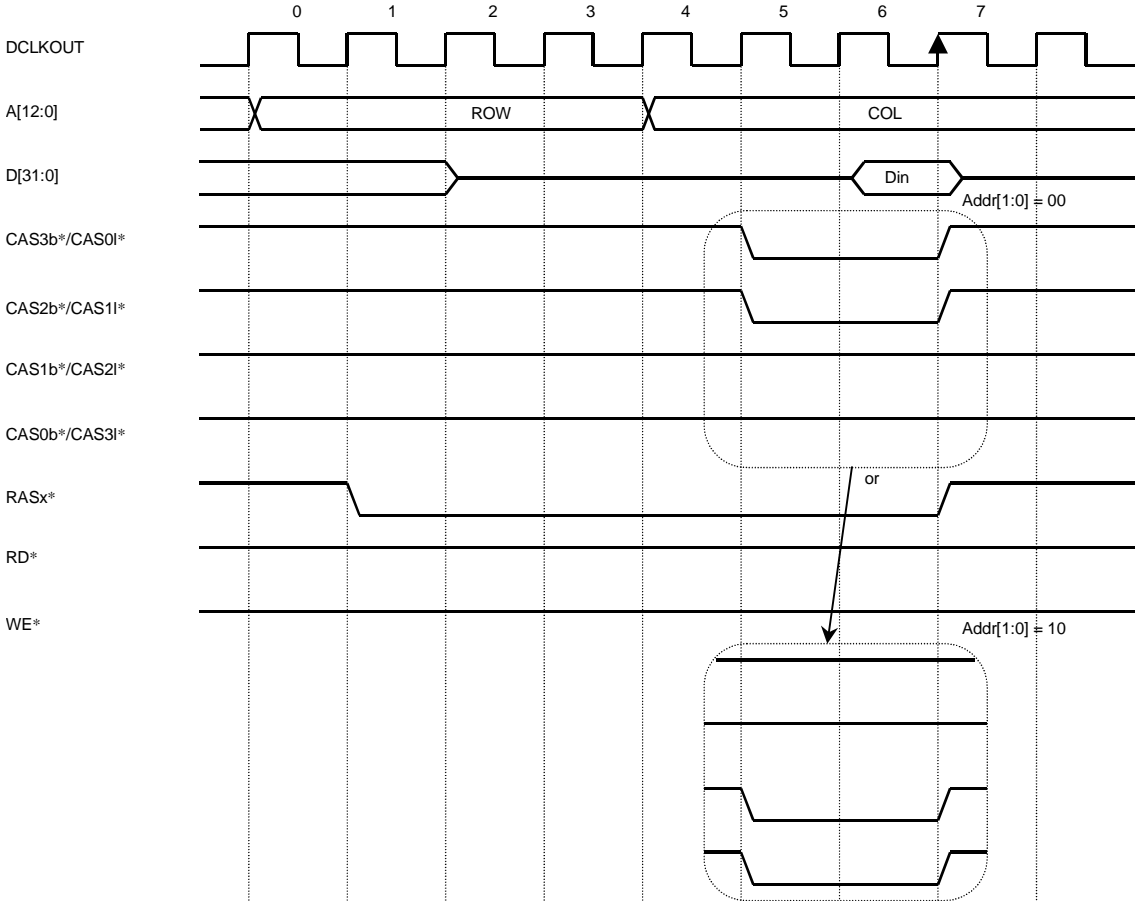 0 1 2 3 4 5 6 7
DCLKOUT
A[12:0] ROW COL
D[31:0] Din
Addr[1:0] = 00
CAS3b*/CAS0l*
CAS2b*/CAS1l*
CAS1b*/CAS2l*
CAS0b*/CAS3l*
or
RASx*
RD*
WE*
Addr[1:0] = 10